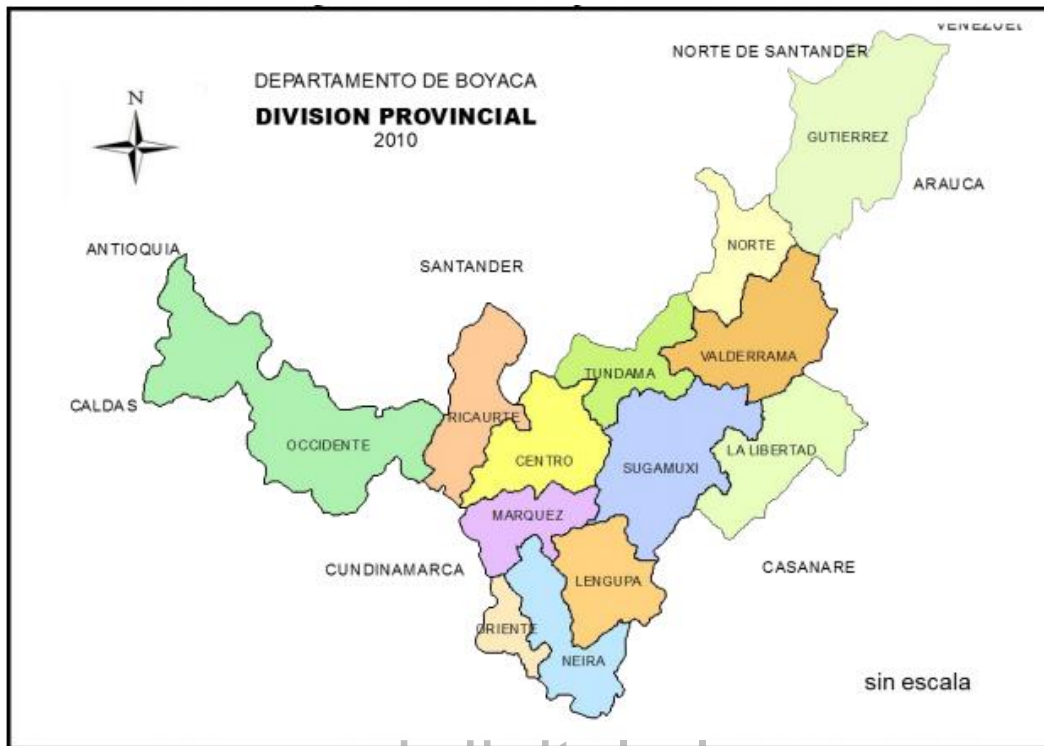 VENEZUEL
NORTE DE SANTANDER
DEPARTAMENTO DE BOYACA
DIVISION PROVINCIAL
2010
N
GUTIERREZ
ARAUCA
ANTIOQUIA
NORTE
SANTANDER
VALDERRAMA
TUNDAMA
CALDAS
RICAURTE
OCCIDENTE
CENTRO
SUGAMUXI
LA LIBERTAD
MARQUEZ
CUNDINAMARCA
LENGUPA
CASANARE
ORIENTE
NEIRA
sin escala